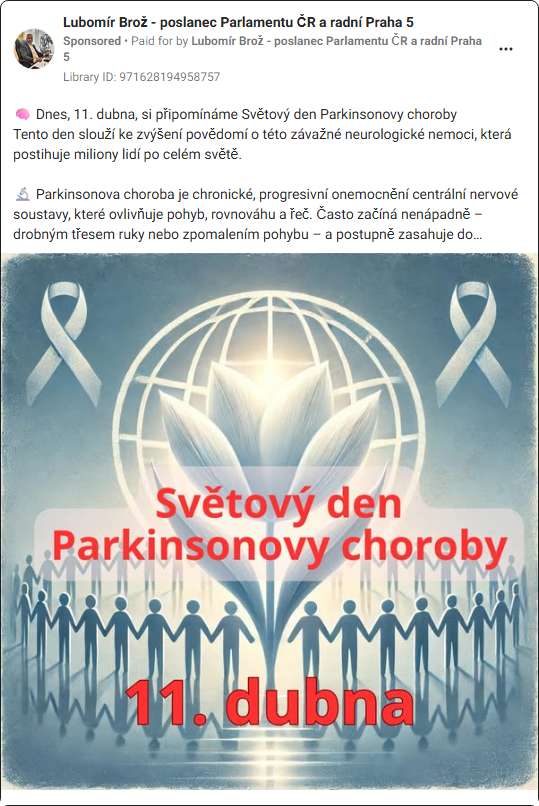 Lubomír Brož - poslanec Parlamentu ČR a radní Praha 5
Sponsored • Paid for by Lubomír Brož - poslanec Parlamentu ČR a radní Praha
5
Library ID: 971628194958757
🧠 Dnes, 11. dubna, si připomínáme Světový den Parkinsonovy choroby
Tento den slouží ke zvýšení povědomí o této závažné neurologické nemoci, která
postihuje miliony lidí po celém světě.
🔬 Parkinsonova choroba je chronické, progresivní onemocnění centrální nervové
soustavy, které ovlivňuje pohyb, rovnováhu a řeč. Často začíná nenápadně –
drobným třesem ruky nebo zpomalením pohybu – a postupně zasahuje do...
Světový den
Parkinsonovy choroby
11. dubna